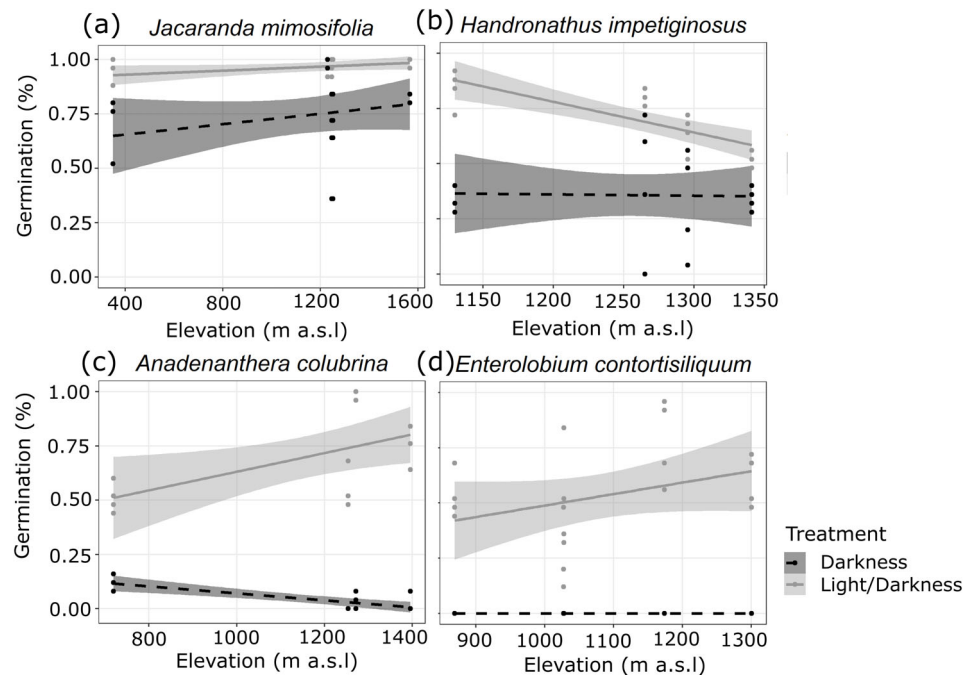 (a) Jacaranda mimosifolia
(b) Handronathus impetiginosus
Germination (%)
1.00
0.75
0.50
0.25
0.00
400 800 1200 1600
Elevation (m a.s.l)
1150 1200 1250 1300 1350
Elevation (m a.s.l)
(c) Anadenanthera colubrina
(d) Enterolobium contortisiliquum
Germination (%)
1.00
0.75
0.50
0.25
0.00
800 1000 1200 1400
Elevation (m a.s.l)
900 1000 1100 1200 1300
Elevation (m a.s.l)
Treatment
Darkness
Light/Darkness